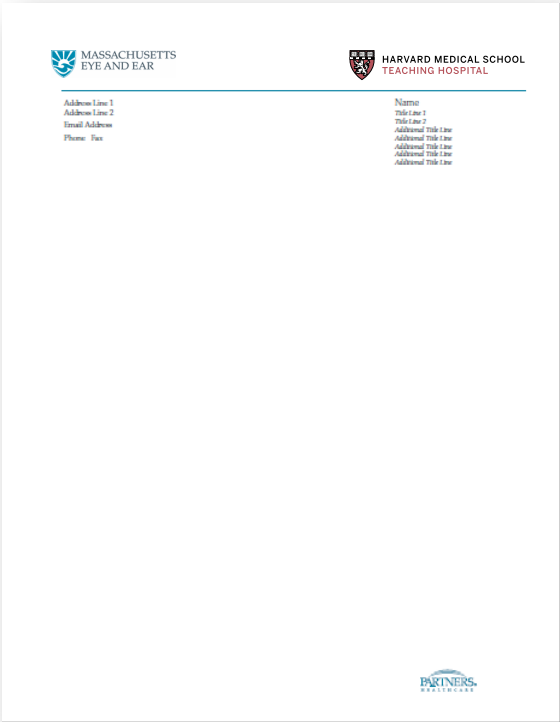 MASSACHUSETTS
EYE AND EAR
HARVARD MEDICAL SCHOOL
TEACHING HOSPITAL
Address Line 1
Address Line 2
Email Address
Phone Fax
Name
Title Line 1
Title Line 2
Additional Title Line
Additional Title Line
Additional Title Line
Additional Title Line
Additional Title Line
PARTNERS.
HEALTHCARE